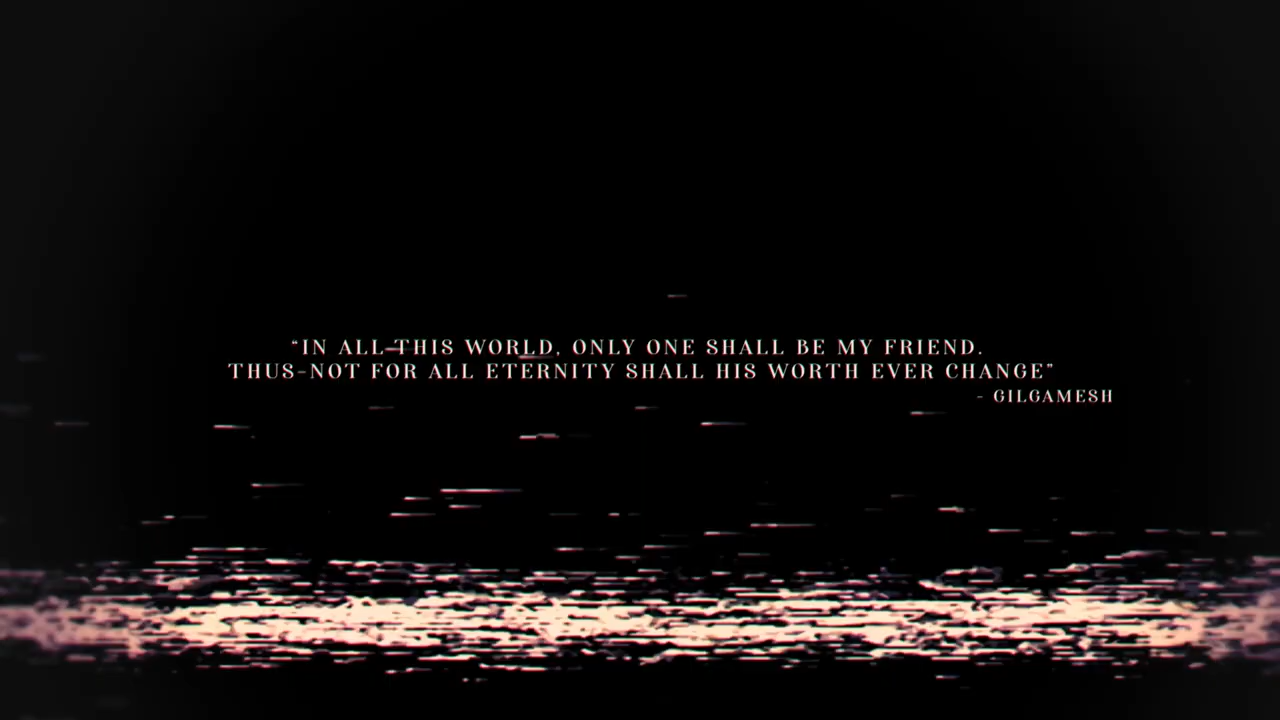 “IN ALL THIS WORLD, ONLY ONE SHALL BE MY FRIEND.
THUS-NOT FOR ALL ETERNITY SHALL HIS WORTH EVER CHANGE”
- GILGAMESH